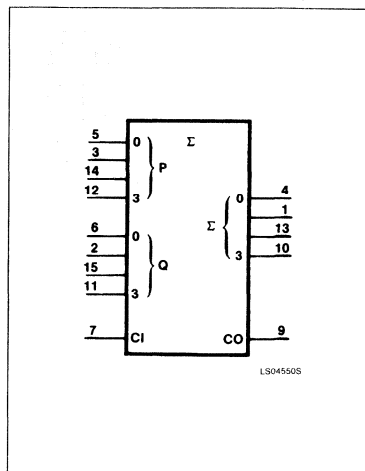 5 0 Σ
3
P
14
12 3 0 4
1
Σ
6 0 13
2 3 10
Q
15
11 3
7 CI CO 9
LS04550S